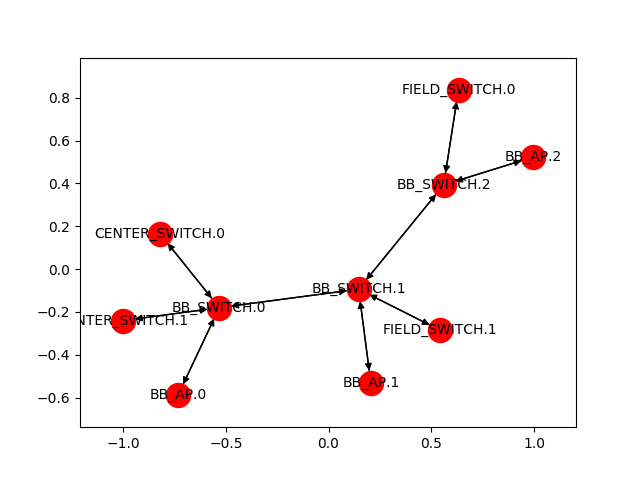 FIELD_SWITCH.0
0.8
0.6
BB_AP.2
0.4
BB_SWITCH.2
0.2
CENTER_SWITCH.0
0.0
BB_SWITCH.1
BB_SWITCH.0
−0.2
NTER_SWITCH.1
FIELD_SWITCH.1
−0.4
BB_AP.1
BB_AP.0
−0.6
−1.0 −0.5 0.0 0.5 1.0